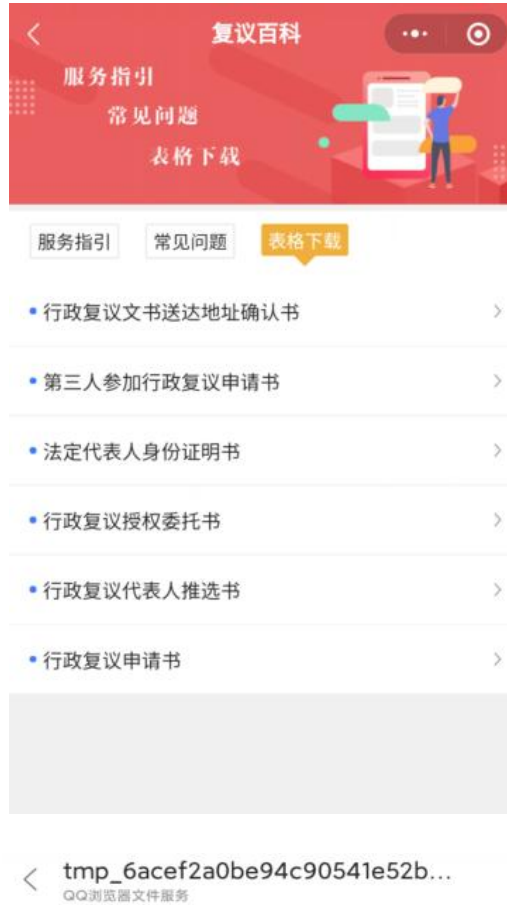 复议百科
服务指引
常见问题
表格下载
服务指引 常见问题 表格下载
行政复议文书送达地址确认书
第三人参加行政复议申请书
法定代表人身份证明书
行政复议授权委托书
行政复议代表人推选书
行政复议申请书
tmp_6acef2a0be94c90541e52b...
QQ浏览器文件服务